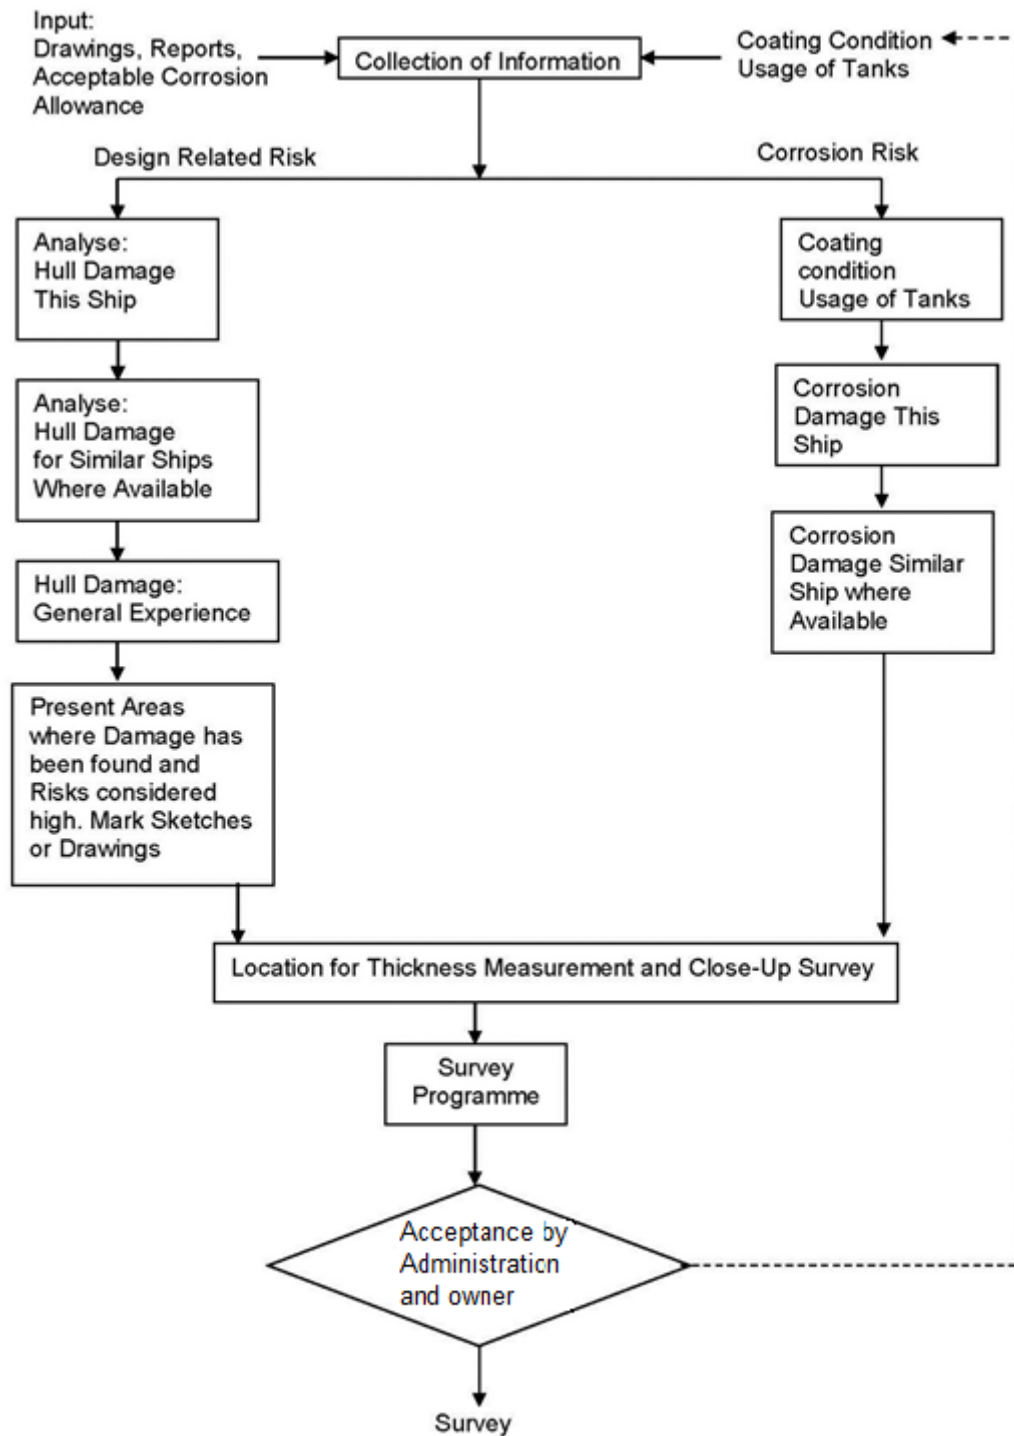 Input:
Drawings, Reports,
Acceptable Corrosion
Allowance
Collection of Information
Coating Condition
Usage of Tanks
Design Related Risk
Corrosion Risk
Analyse:
Hull Damage
This Ship
Analyse:
Hull Damage
for Similar Ships
Where Available
Hull Damage:
General Experience
Present Areas
where Damage has
been found and
Risks considered
high. Mark Sketches
or Drawings
Coating
condition
Usage of Tanks
Corrosion
Damage This
Ship
Corrosion
Damage Similar
Ship where
Available
Location for Thickness Measurement and Close-Up Survey
Survey
Programme
Acceptance by
Administration
and owner
Survey